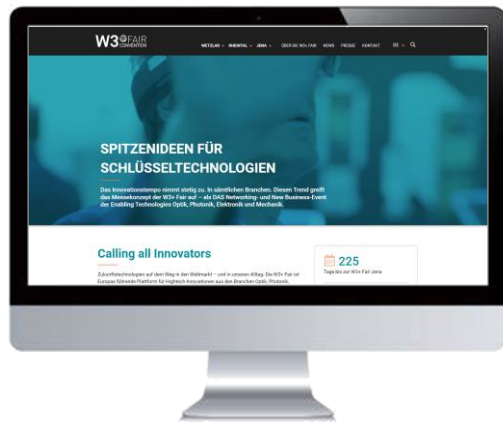 W3+ FAIR
CONVENTION
WETZLAR RHEINTAL JENA ÜBER DIE W3+ FAIR NEWS PRESSE KONTAKT DE
SPITZENIDEEN FÜR
SCHLÜSSELTECHNOLOGIEN
Das Innovationstempo nimmt stetig zu. In sämtlichen Branchen. Diesen Trend greift
das Messekonzept der W3+ Fair auf – als DAS Networking- und New Business-Event
der Enabling Technologies Optik, Photonik, Elektronik und Mechanik.
Calling all Innovators
225
Tage bis zur W3+ Fair Jena
Zukunftstechnologien auf dem Weg in den Weltmarkt – und in unseren Alltag: Die W3+ Fair ist
Europas führende Plattform für Hightech-Innovationen aus den Branchen Optik, Photonik,